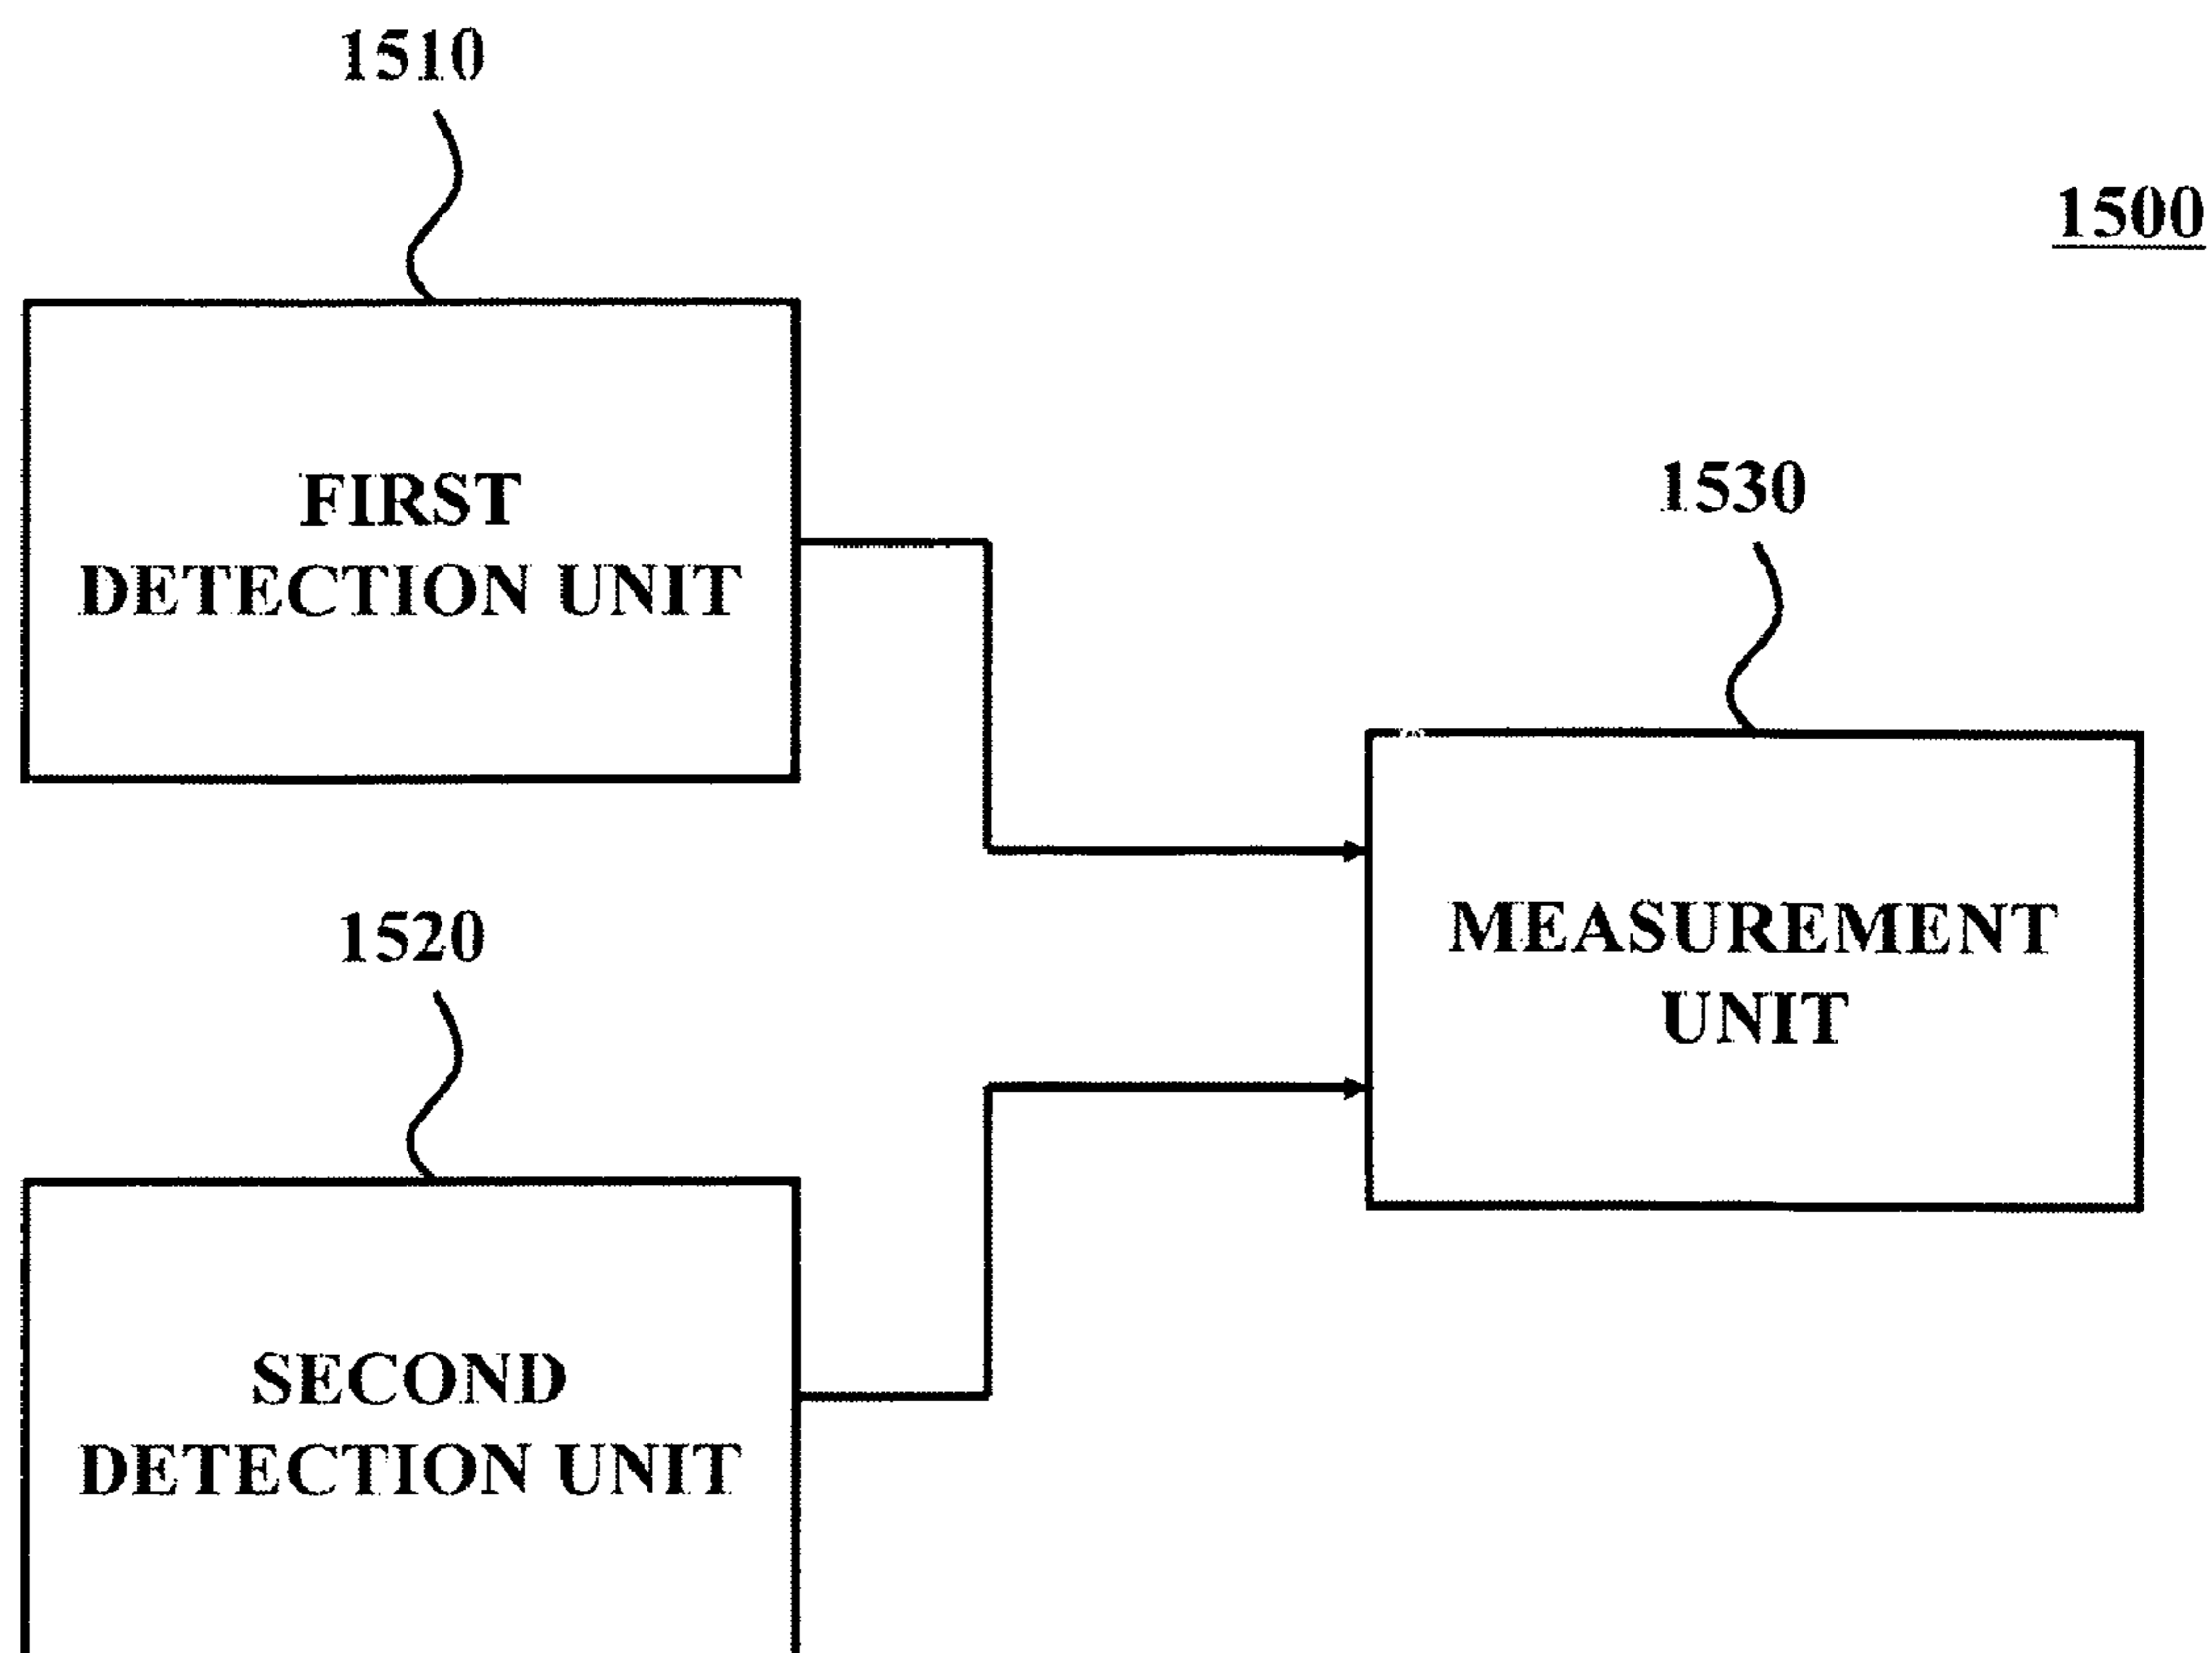 1510
1500
FIRST
DETECTION UNIT
1530
1520
MEASUREMENT
UNIT
SECOND
DETECTION UNIT